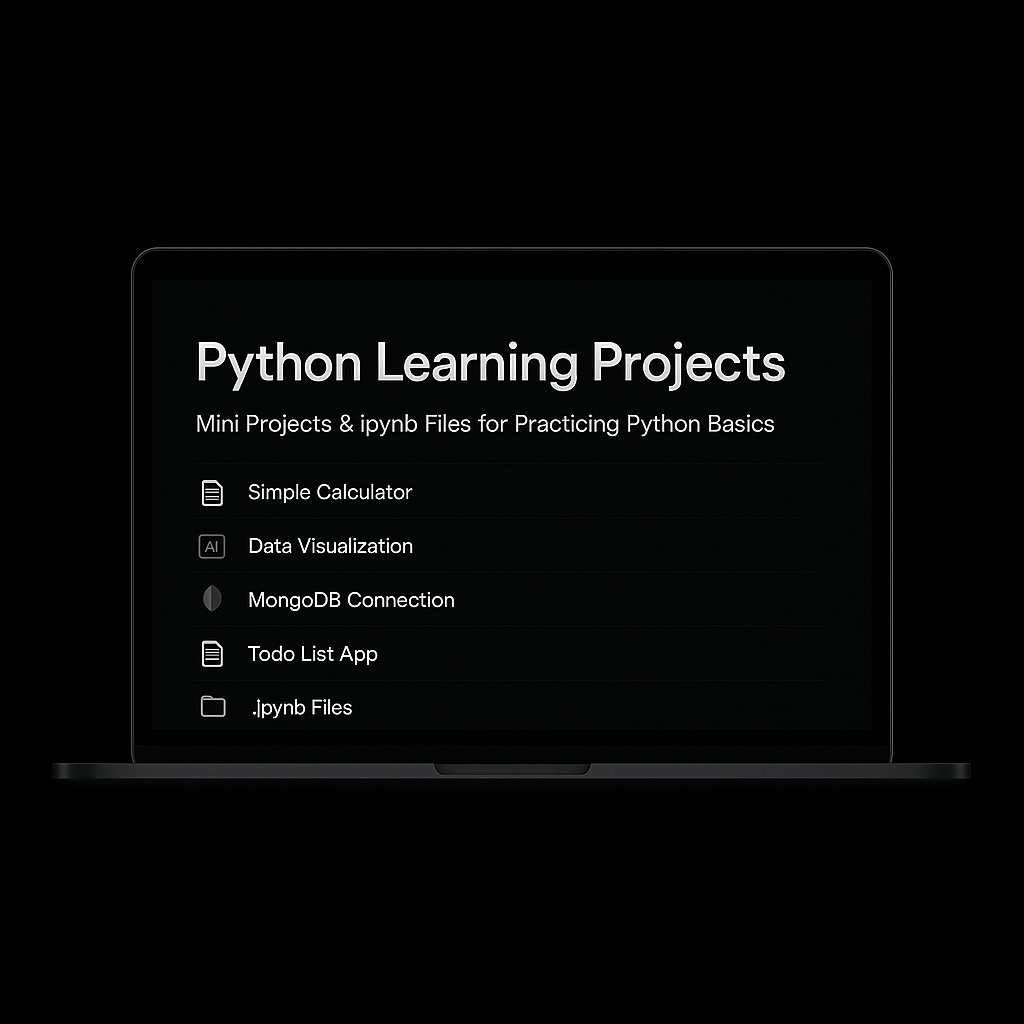 Python Learning Projects
Mini Projects & ipynb Files for Practicing Python Basics
Simple Calculator
AI Data Visualization
MongoDB Connection
Todo List App
.jpynb Files